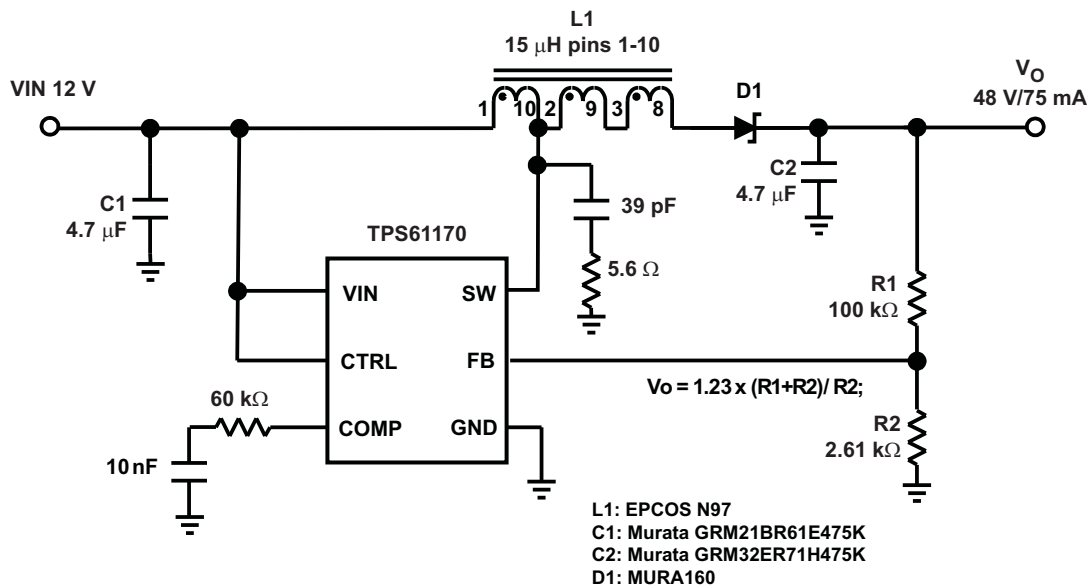 L1
15 μH pins 1-10
VIN 12 V
D1
VO
48 V/75 mA
1
10
2
9
3
8
C1
4.7 μF
C2
4.7 μF
39 pF
TPS61170
5.6 Ω
VIN
SW
R1
100 kΩ
CTRL
FB
Vo = 1.23 x (R1+R2)/ R2;
60 kΩ
COMP
GND
R2
2.61 kΩ
10 nF
L1: EPCOS N97
C1: Murata GRM21BR61E475K
C2: Murata GRM32ER71H475K
D1: MURA160